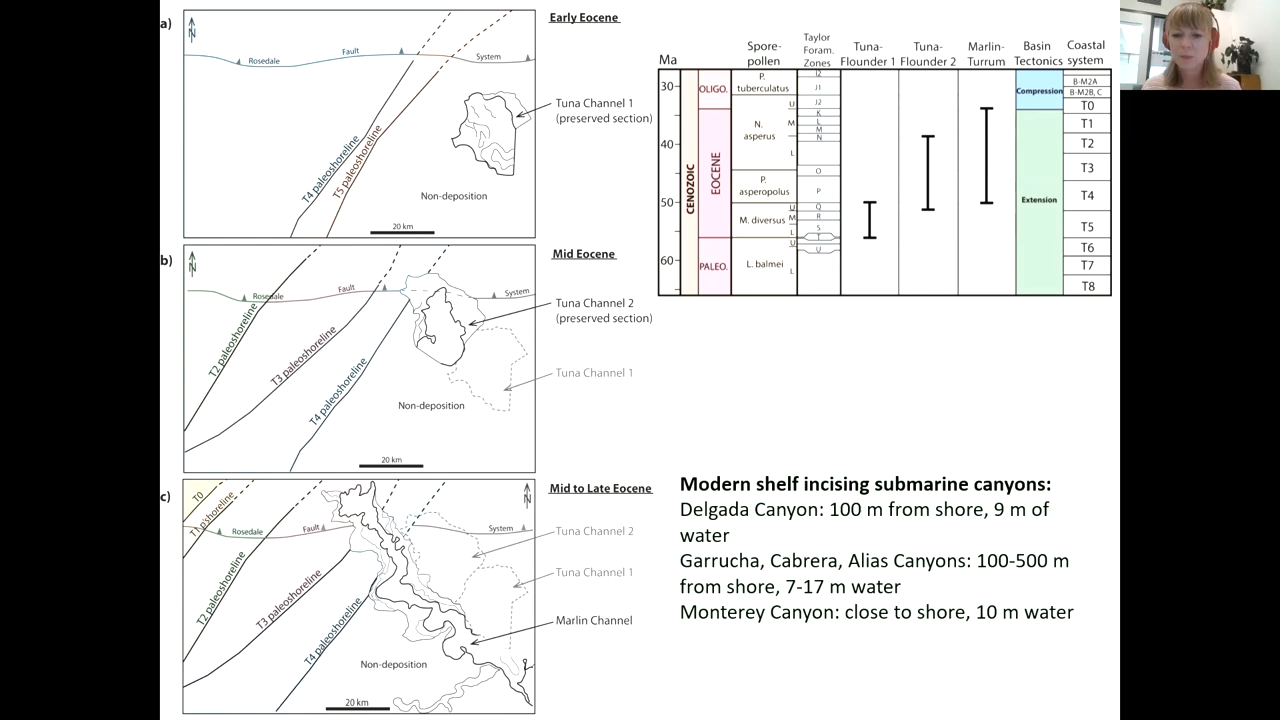 a)
Early Eocene
N
Rosedale
Fault
System
T4 paleoshoreline
T5 paleoshoreline
Tuna Channel 1
(preserved section)
Non-deposition
20 km
b)
Mid Eocene
N
Rosedale
Fault
System
T2 paleoshoreline
T3 paleoshoreline
T4 paleoshoreline
Tuna Channel 2
(preserved section)
Tuna Channel 1
Non-deposition
20 km
c)
Mid to Late Eocene
N
T0
T1 paleoshoreline
Rosedale
Fault
System
T2 paleoshoreline
T3 paleoshoreline
T4 paleoshoreline
Tuna Channel 2
Tuna Channel 1
Marlin Channel
Non-deposition
20 km
Ma
Spore-
pollen
Taylor
Foram.
Zones
Tuna-
Flounder 1
Tuna-
Flounder 2
Marlin-
Turrum
Basin
Tectonics
Coastal
system
30
40
50
60
CENOZOIC
OLIGO.
EOCENE
PALEO.
P.
tuberculatus
N.
asperus
U
M
L
P.
asperopolus
M. diversus
U
M
L
L. balmei
U
L
I2
J1
J2
K
L
M
N
O
P
Q
R
S
T
U
Compression
Extension
B-M2A
B-M2B, C
T0
T1
T2
T3
T4
T5
T6
T7
T8
Modern shelf incising submarine canyons:
Delgada Canyon: 100 m from shore, 9 m of
water
Garrucha, Cabrera, Alias Canyons: 100-500 m
from shore, 7-17 m water
Monterey Canyon: close to shore, 10 m water